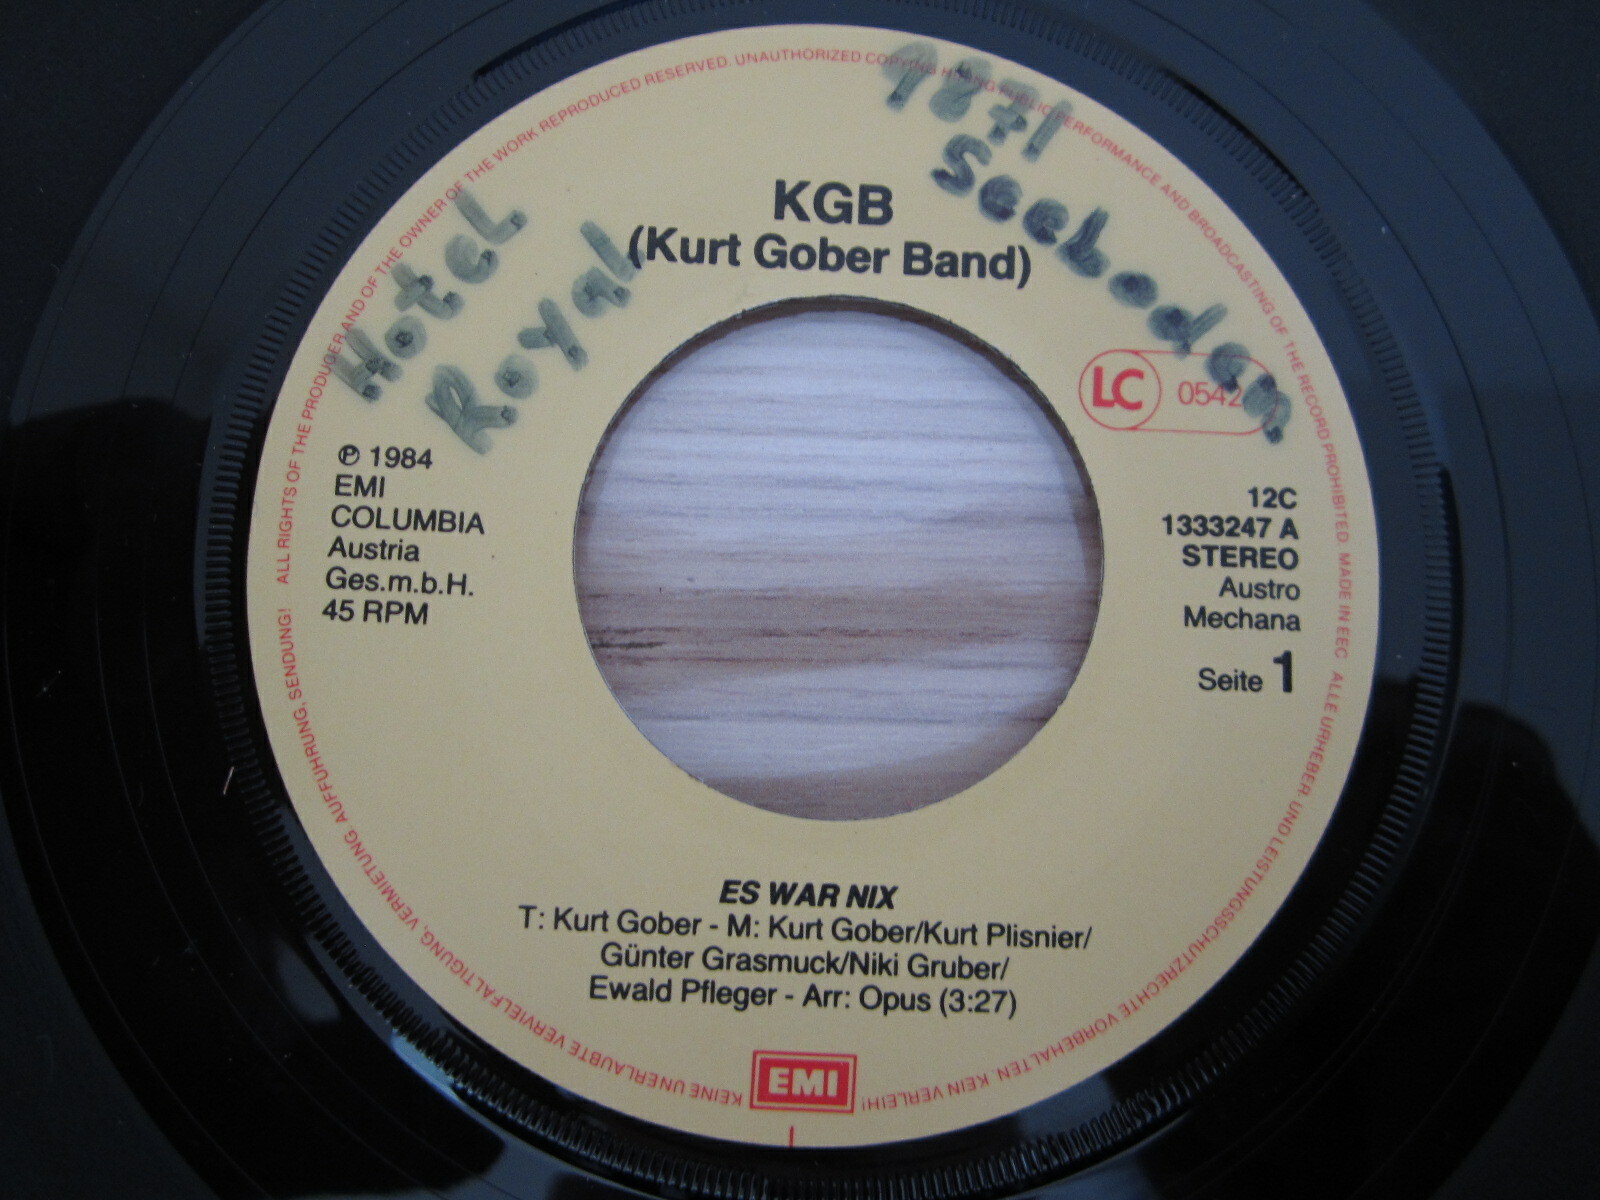 KGB
(Kurt Gober Band)
Hotel
Royal
9871
Seeboden
LC 0542
℗ 1984
EMI
COLUMBIA
Austria
Ges.m.b.H.
45 RPM
12C
1333247 A
STEREO
Austro
Mechana
Seite 1
ES WAR NIX
T: Kurt Gober - M: Kurt Gober/Kurt Plisnier/
Günter Grasmuck/Niki Gruber/
Ewald Pfleger - Arr: Opus (3:27)
EMI
ALL RIGHTS OF THE PRODUCER AND OF THE OWNER OF THE WORK REPRODUCED RESERVED. UNAUTHORIZED COPYING HIRING PUBLIC PERFORMANCE AND BROADCASTING OF THE RECORD PROHIBITED. MADE IN EEC
ALLE URHEBER- UND LEISTUNGSSCHUTZRECHTE VORBEHALTEN. KEIN VERLEIH! KEINE UNERLAUBTE VERVIELFÄLTIGUNG, VERMIETUNG, AUFFÜHRUNG, SENDUNG!